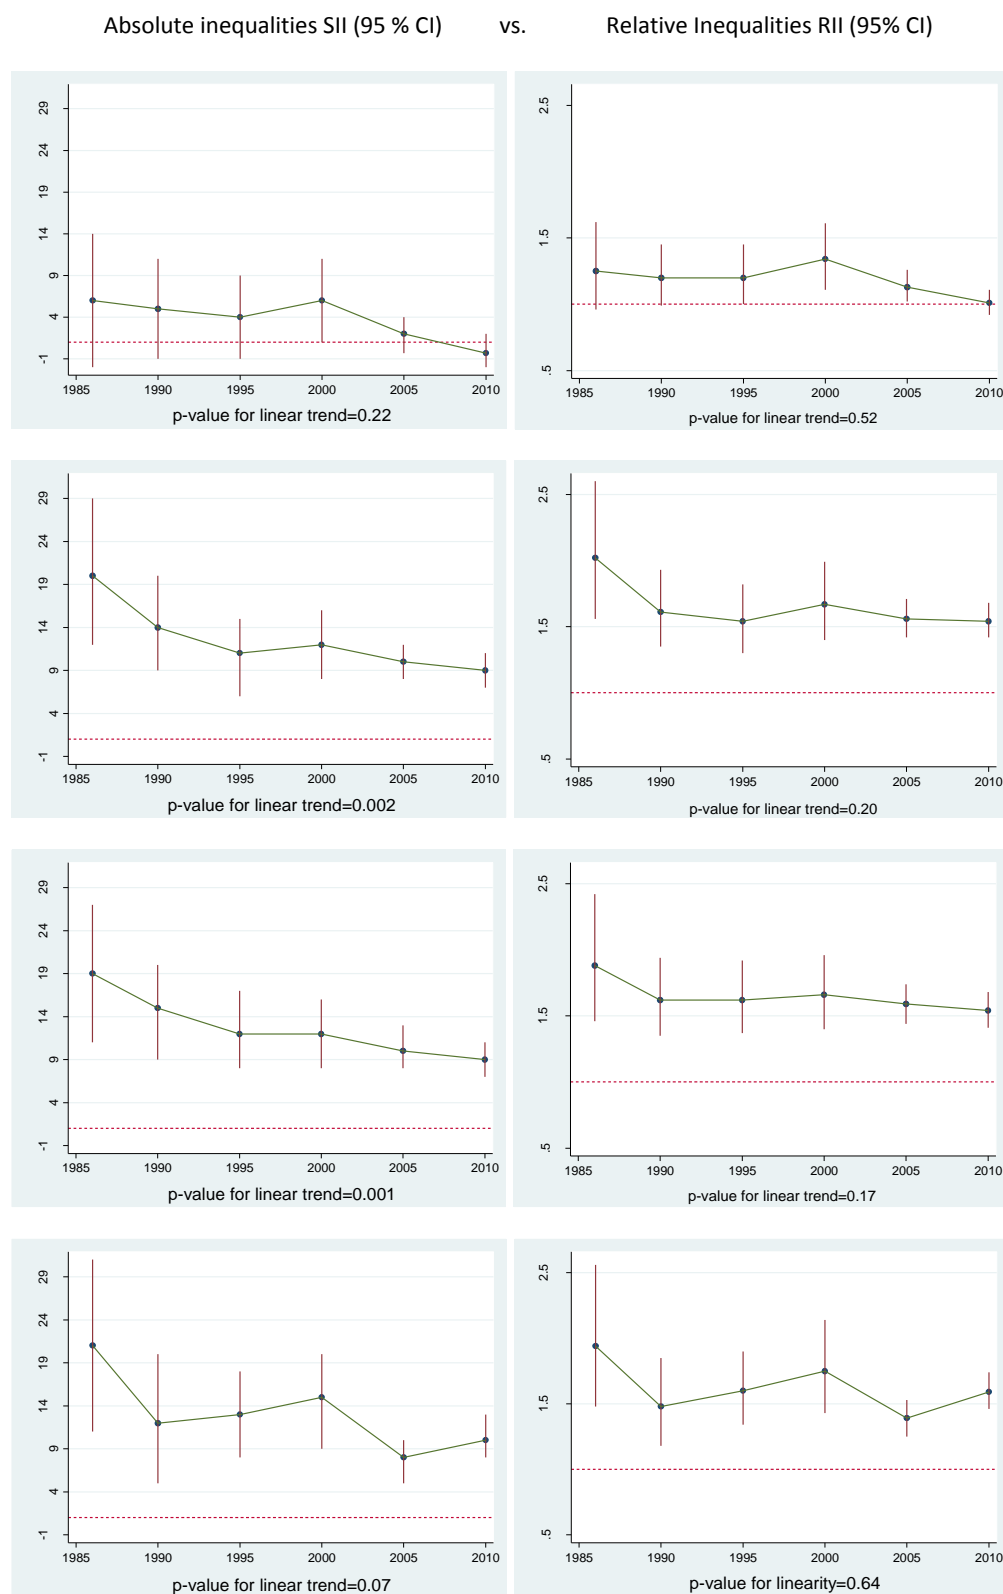 Absolute inequalities SII (95 % CI) vs. Relative Inequalities RII (95% CI)
29
24
19
14
9
4
-1
1985 1990 1995 2000 2005 2010
p-value for linear trend=0.22
2.5
1.5
.5
1985 1990 1995 2000 2005 2010
p-value for linear trend=0.52
29
24
19
14
9
4
-1
1985 1990 1995 2000 2005 2010
p-value for linear trend=0.002
2.5
1.5
.5
1985 1990 1995 2000 2005 2010
p-value for linear trend=0.20
29
24
19
14
9
4
-1
1985 1990 1995 2000 2005 2010
p-value for linear trend=0.001
2.5
1.5
.5
1985 1990 1995 2000 2005 2010
p-value for linear trend=0.17
29
24
19
14
9
4
-1
1985 1990 1995 2000 2005 2010
p-value for linear trend=0.07
2.5
1.5
.5
1985 1990 1995 2000 2005 2010
p-value for linearity=0.64